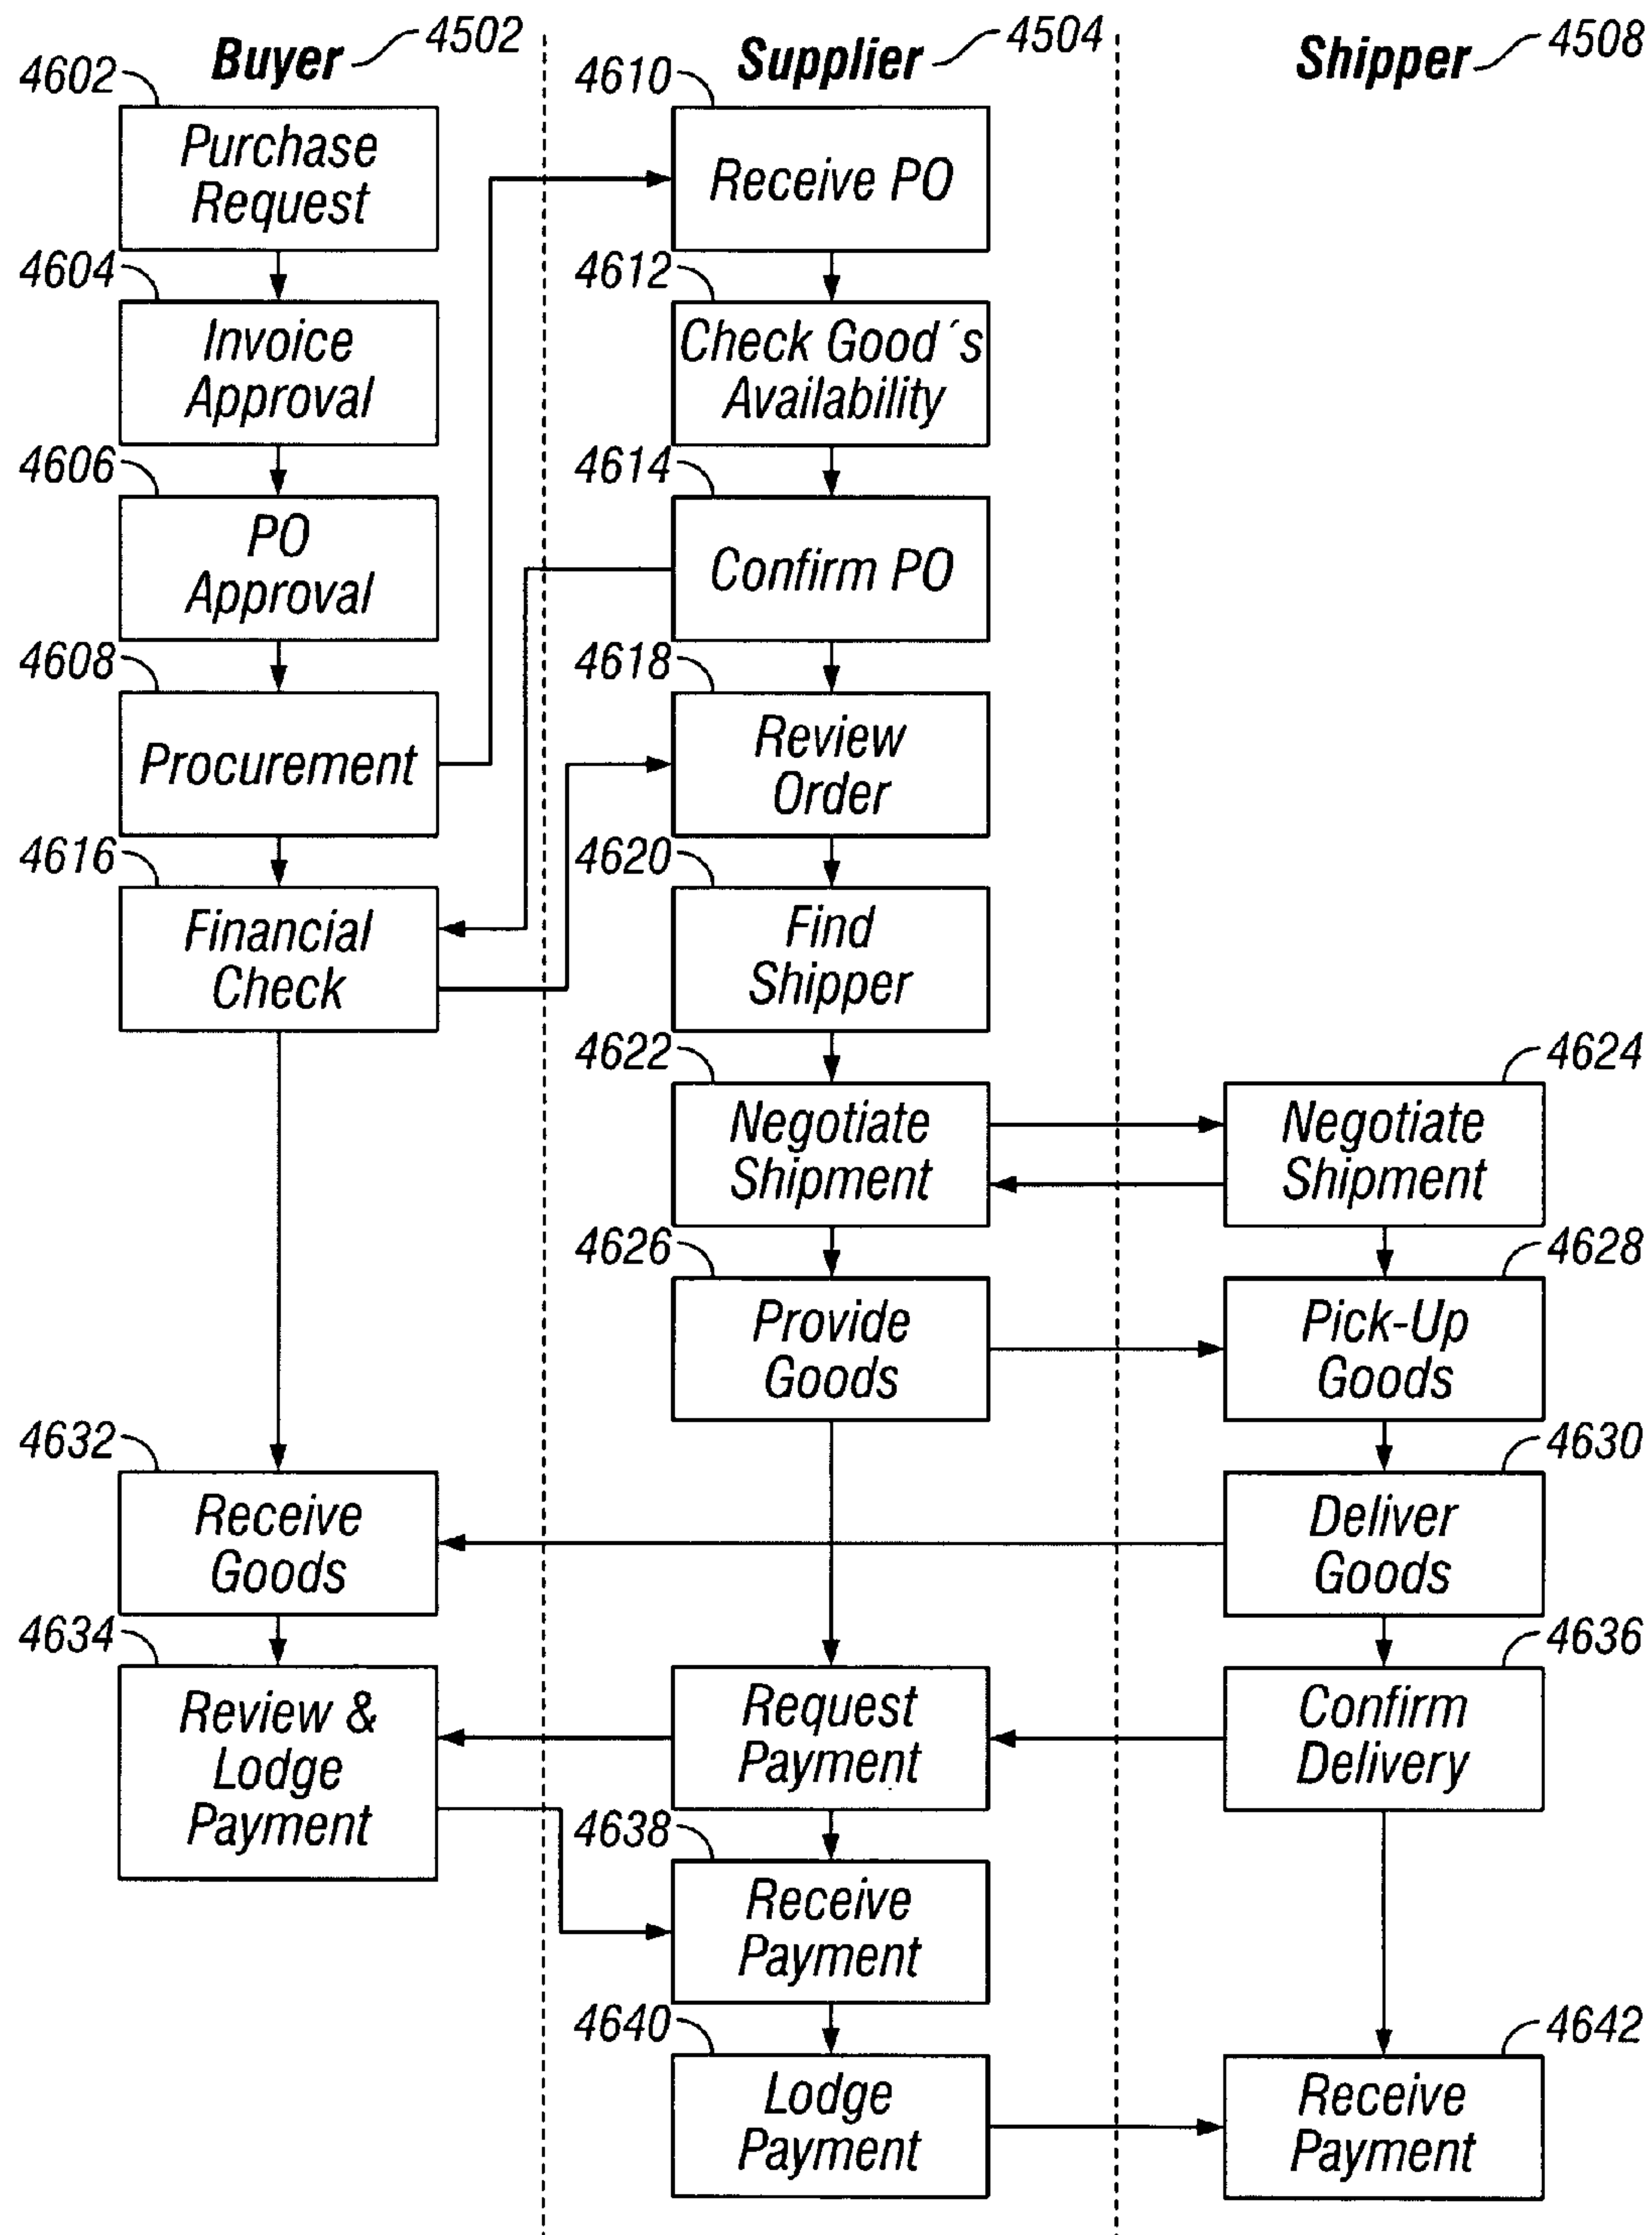 Buyer 4502
Supplier 4504
Shipper 4508
4602
Purchase
Request
4604
Invoice
Approval
4606
PO
Approval
4608
Procurement
4616
Financial
Check
4632
Receive
Goods
4634
Review &
Lodge
Payment
4610
Receive PO
4612
Check Good´s
Availability
4614
Confirm PO
4618
Review
Order
4620
Find
Shipper
4622
Negotiate
Shipment
4626
Provide
Goods
Request
Payment
4638
Receive
Payment
4640
Lodge
Payment
4624
Negotiate
Shipment
4628
Pick-Up
Goods
4630
Deliver
Goods
4636
Confirm
Delivery
4642
Receive
Payment